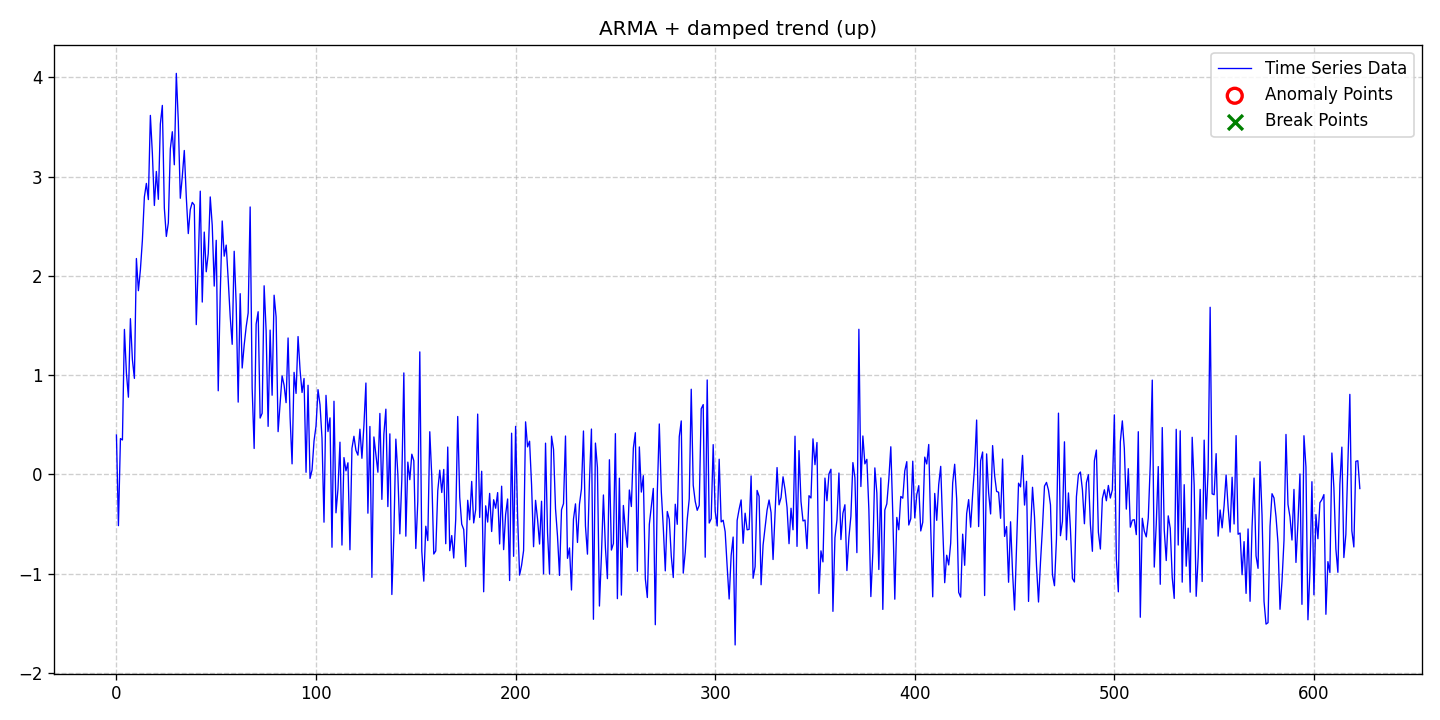 ARMA + damped trend (up)
Time Series Data
Anomaly Points
Break Points
4
3
2
1
0
−1
−2
0 100 200 300 400 500 600